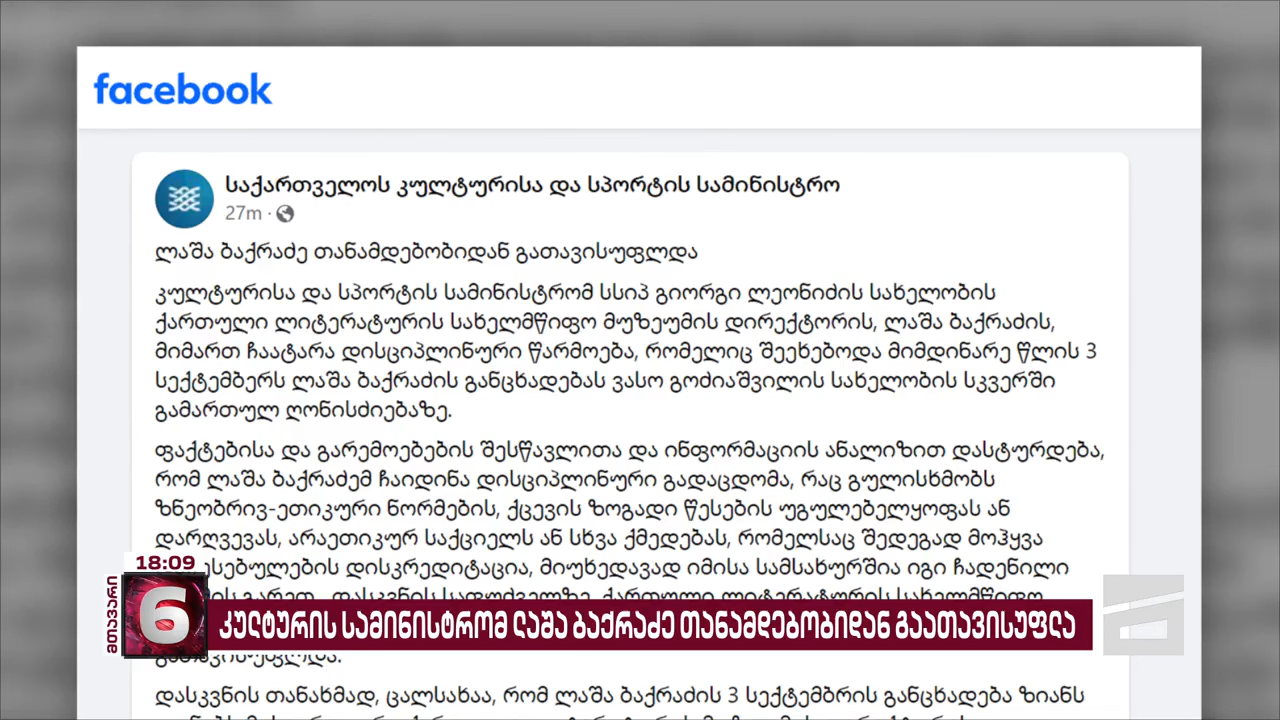 facebook
საქართველოს კულტურისა და სპორტის სამინისტრო
27m ·
ლაშა ბაქრაძე თანამდებობიდან გათავისუფლდა
კულტურისა და სპორტის სამინისტრომ სსიპ გიორგი ლეონიძის სახელობის
ქართული ლიტერატურის სახელმწიფო მუზეუმის დირექტორის, ლაშა ბაქრაძის,
მიმართ ჩაატარა დისციპლინური წარმოება, რომელიც შეეხებოდა მიმდინარე წლის 3
სექტემბერს ლაშა ბაქრაძის განცხადებას ვასო გოძიაშვილის სახელობის სკვერში
გამართულ ღონისძიებაზე.
ფაქტებისა და გარემოებების შესწავლითა და ინფორმაციის ანალიზით დასტურდება,
რომ ლაშა ბაქრაძემ ჩაიდინა დისციპლინური გადაცდომა, რაც გულისხმობს
ზნეობრივ-ეთიკური ნორმების, ქცევის ზოგადი წესების უგულებელყოფას ან
დარღვევას, არაეთიკურ საქციელს ან სხვა ქმედებას, რომელსაც შედეგად მოჰყვა
ესებულების დისკრედიტაცია, მიუხედავად იმისა სამსახურშია იგი ჩადენილი
18:09
მთავარი
6
კულტურის სამინისტრომ ლაშა ბაქრაძე თანამდებობიდან გაათავისუფლა
დასკვნის თანახმად, ცალსახაა, რომ ლაშა ბაქრაძის 3 სექტემბრის განცხადება ზიანს